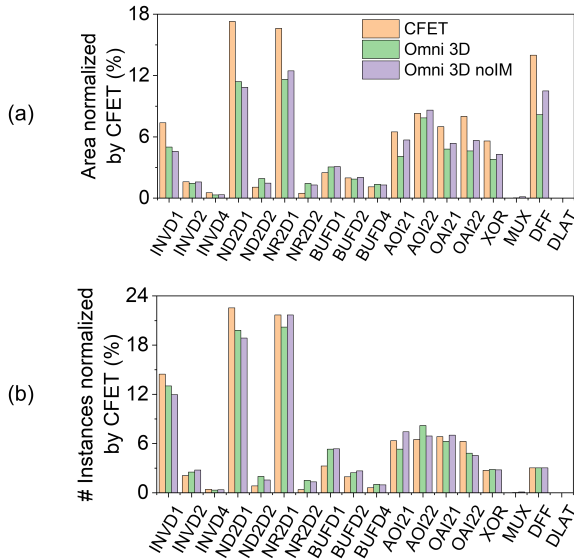 (a)
Area normalized
by CFET (%)
18
12
6
0
CFET
Omni 3D
Omni 3D noIM
INVD1
INVD2
INVD4
ND2D1
ND2D2
NR2D1
NR2D2
BUFD1
BUFD2
BUFD4
AOI21
AOI22
OAI21
OAI22
XOR
MUX
DFF
DLAT
(b)
# Instances normalized
by CFET (%)
24
18
12
6
0
INVD1
INVD2
INVD4
ND2D1
ND2D2
NR2D1
NR2D2
BUFD1
BUFD2
BUFD4
AOI21
AOI22
OAI21
OAI22
XOR
MUX
DFF
DLAT